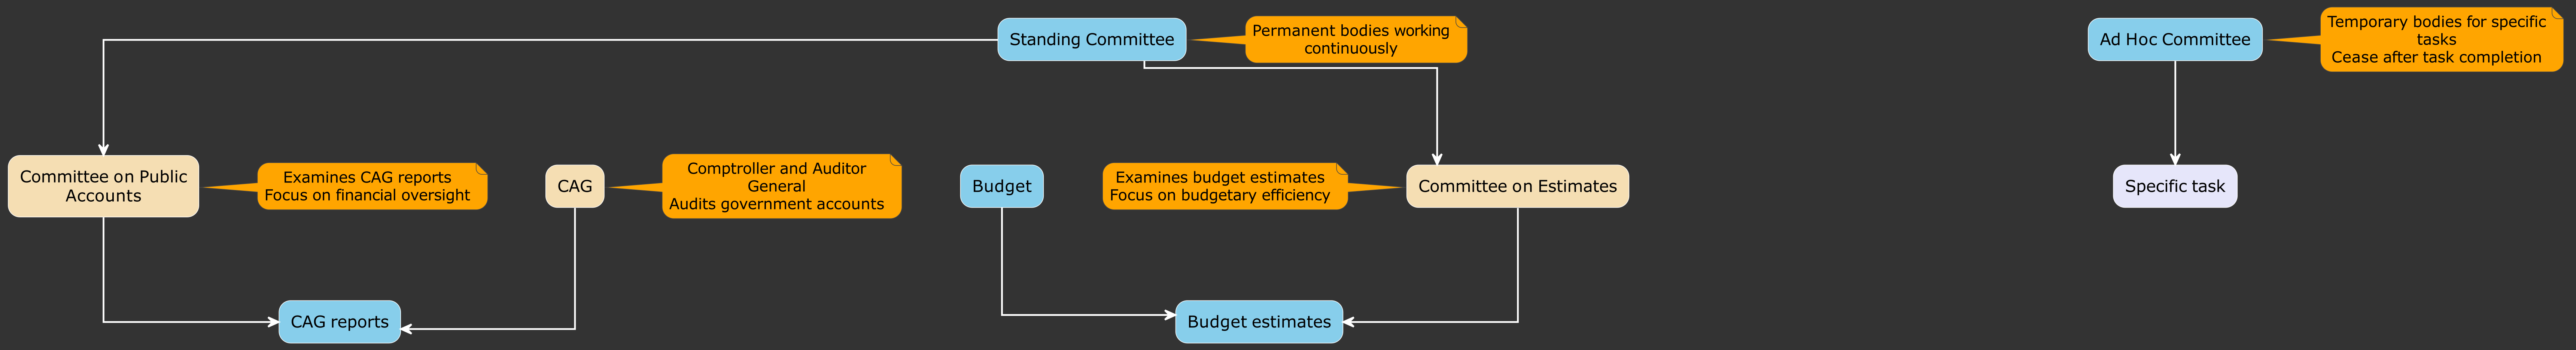 Standing Committee
Permanent bodies working
continuously
Ad Hoc Committee
Temporary bodies for specific
tasks
Cease after task completion
Committee on Public
Accounts
Examines CAG reports
Focus on financial oversight
CAG
Comptroller and Auditor
General
Audits government accounts
Budget
Examines budget estimates
Focus on budgetary efficiency
Committee on Estimates
Specific task
CAG reports
Budget estimates